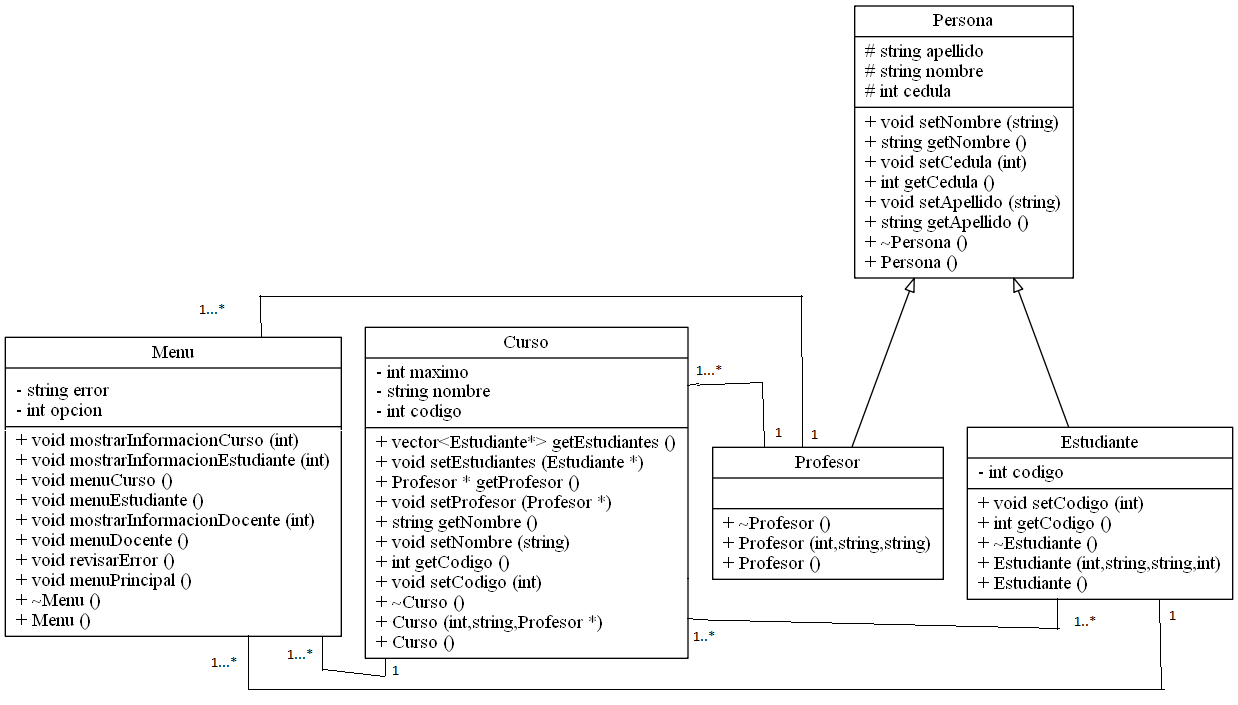 Persona
# string apellido
# string nombre
# int cedula
+ void setNombre (string)
+ string getNombre ()
+ void setCedula (int)
+ int getCedula ()
+ void setApellido (string)
+ string getApellido ()
+ ~Persona ()
+ Persona ()
1...*
Menu
- string error
- int opcion
+ void mostrarInformacionCurso (int)
+ void mostrarInformacionEstudiante (int)
+ void menuCurso ()
+ void menuEstudiante ()
+ void mostrarInformacionDocente (int)
+ void menuDocente ()
+ void revisarError ()
+ void menuPrincipal ()
+ ~Menu ()
+ Menu ()
1...*
1...*
Curso
- int maximo
- string nombre
- int codigo
+ vector<Estudiante*> getEstudiantes ()
+ void setEstudiantes (Estudiante *)
+ Profesor * getProfesor ()
+ void setProfesor (Profesor *)
+ string getNombre ()
+ void setNombre (string)
+ int getCodigo ()
+ void setCodigo (int)
+ ~Curso ()
+ Curso (int,string,Profesor *)
+ Curso ()
1
1...*
1..*
1
1
Profesor
+ ~Profesor ()
+ Profesor (int,string,string)
+ Profesor ()
Estudiante
- int codigo
+ void setCodigo (int)
+ int getCodigo ()
+ ~Estudiante ()
+ Estudiante (int,string,string,int)
+ Estudiante ()
1..*
1